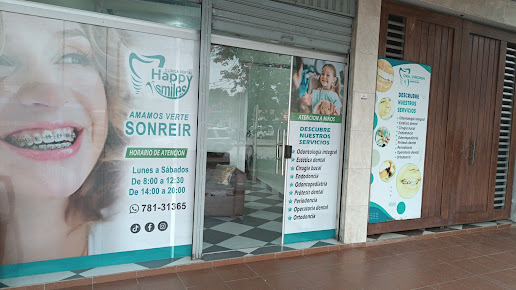 Happy
smiles
AMAMOS VERTE
SONREIR
HORARIO DE ATENCION
Lunes a Sábados
De 8:00 a 12:30
De 14:00 a 20:00
781-31365
ATENCION A NIÑOS
DESCUBRE
NUESTROS
SERVICIOS
Odontología integral
Estética dental
Cirugía bucal
Endodoncia
Odontopediatría
Prótesis dental
Periodoncia
Operatoria dental
Ortodoncia
DESCUBRE
NUESTROS
SERVICIOS